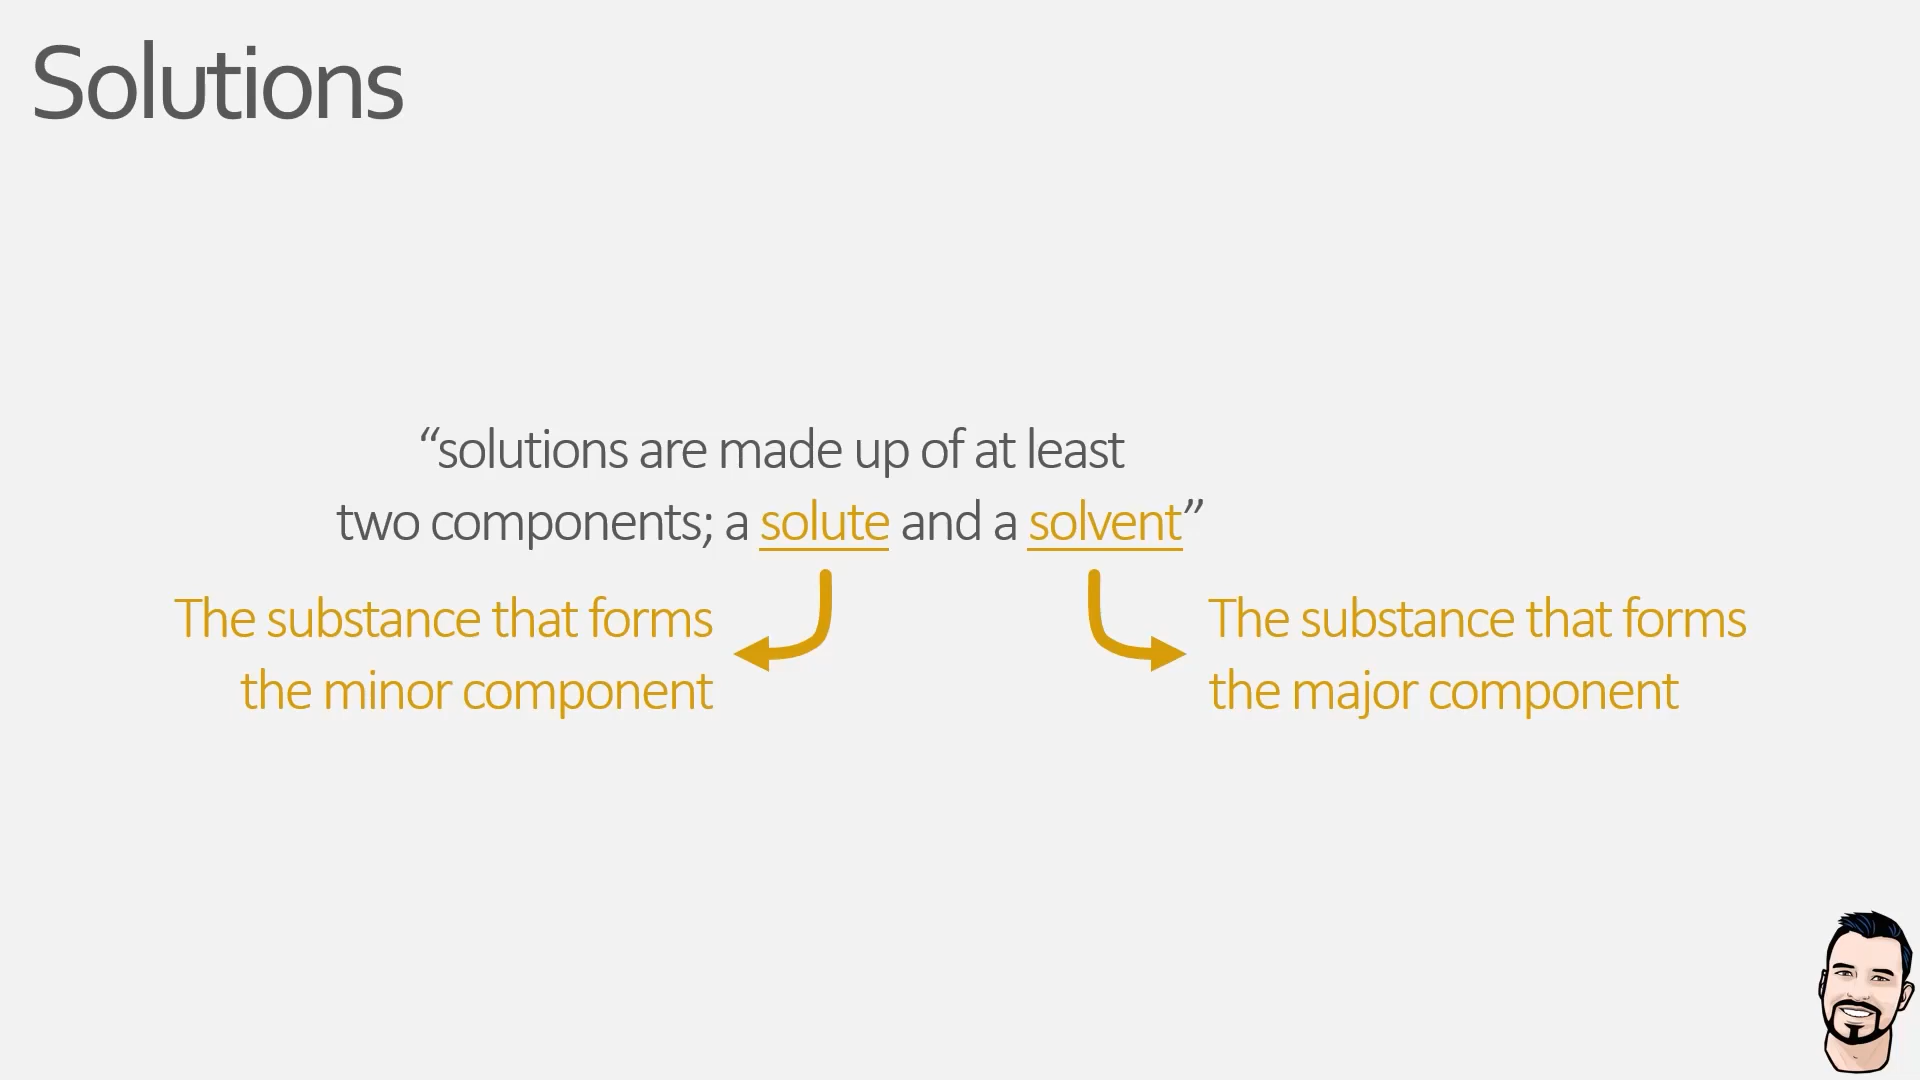 Solutions
“solutions are made up of at least
two components; a solute and a solvent”
The substance that forms
the minor component
The substance that forms
the major component